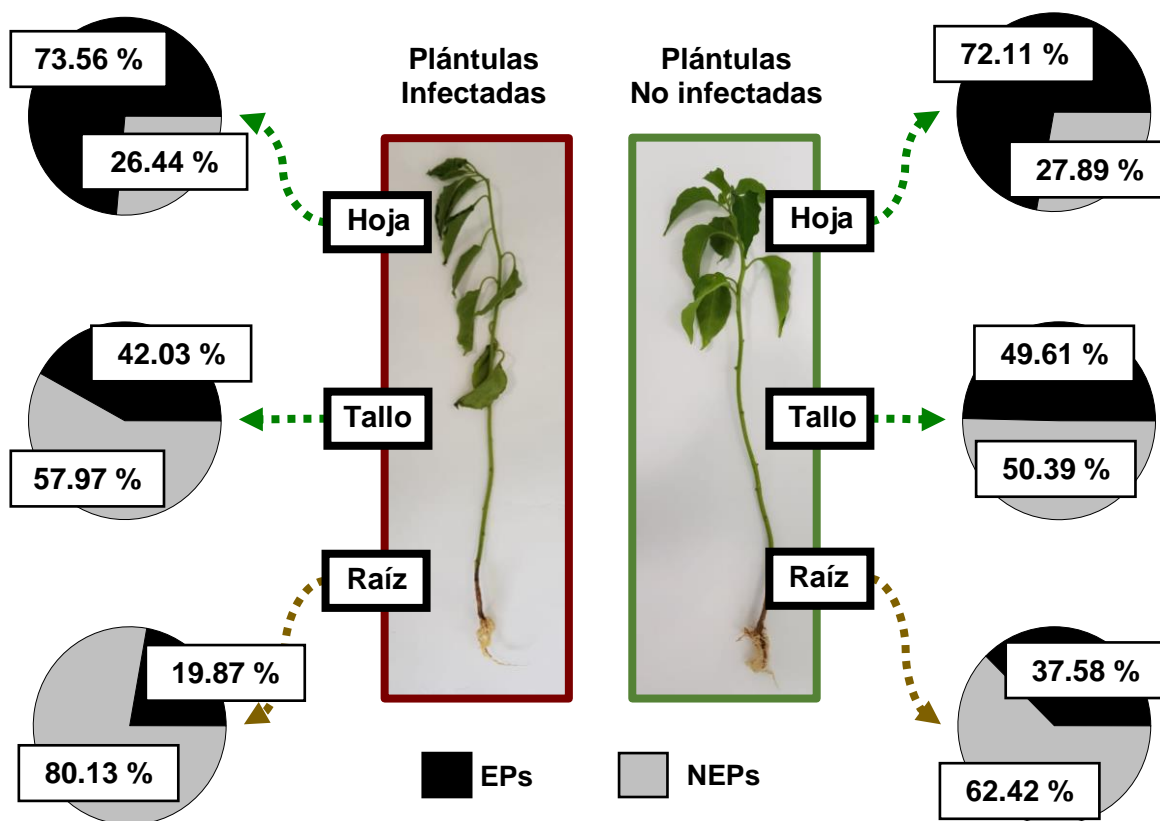 73.56 %
26.44 %
Plántulas
Infectadas
Plántulas
No infectadas
72.11 %
27.89 %
Hoja
Hoja
42.03 %
57.97 %
Tallo
Tallo
49.61 %
50.39 %
Raíz
Raíz
19.87 %
80.13 %
37.58 %
62.42 %
EPs
NEPs